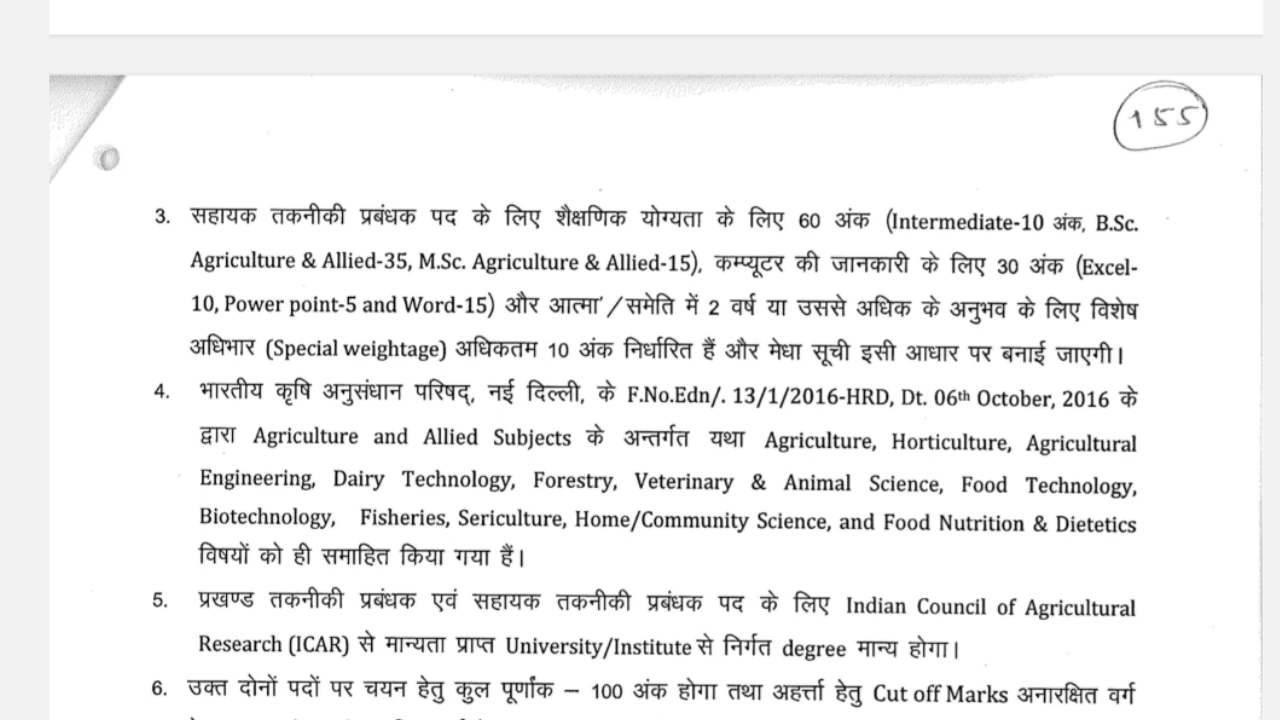 155
3. सहायक तकनीकी प्रबंधक पद के लिए शैक्षणिक योग्यता के लिए 60 अंक (Intermediate-10 अंक, B.Sc.
Agriculture & Allied-35, M.Sc. Agriculture & Allied-15), कम्प्यूटर की जानकारी के लिए 30 अंक (Excel-
10, Power point-5 and Word-15) और आत्मा / समेति में 2 वर्ष या उससे अधिक के अनुभव के लिए विशेष
अधिभार (Special weightage) अधिकतम 10 अंक निर्धारित हैं और मेधा सूची इसी आधार पर बनाई जाएगी।
4. भारतीय कृषि अनुसंधान परिषद्, नई दिल्ली, के F.No.Edn/. 13/1/2016-HRD, Dt. 06th October, 2016 के
द्वारा Agriculture and Allied Subjects के अन्तर्गत यथा Agriculture, Horticulture, Agricultural
Engineering, Dairy Technology, Forestry, Veterinary & Animal Science, Food Technology,
Biotechnology, Fisheries, Sericulture, Home/Community Science, and Food Nutrition & Dietetics
विषयों को ही समाहित किया गया हैं।
5. प्रखण्ड तकनीकी प्रबंधक एवं सहायक तकनीकी प्रबंधक पद के लिए Indian Council of Agricultural
Research (ICAR) से मान्यता प्राप्त University/Institute से निर्गत degree मान्य होगा।
6. उक्त दोनों पदों पर चयन हेतु कुल पूर्णांक – 100 अंक होगा तथा अहर्त्ता हेतु Cut off Marks अनारक्षित वर्ग